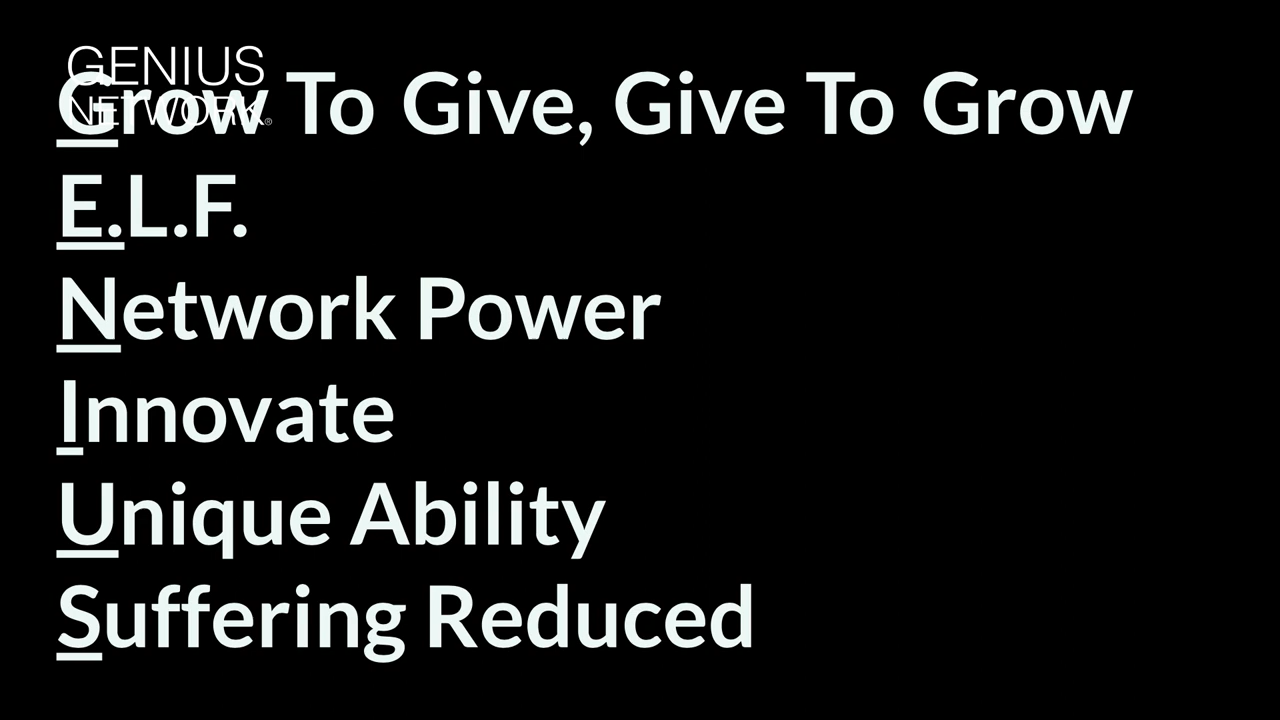 GENIUS
NETWORK®
Grow To Give, Give To Grow
E.L.F.
Network Power
Innovate
Unique Ability
Suffering Reduced